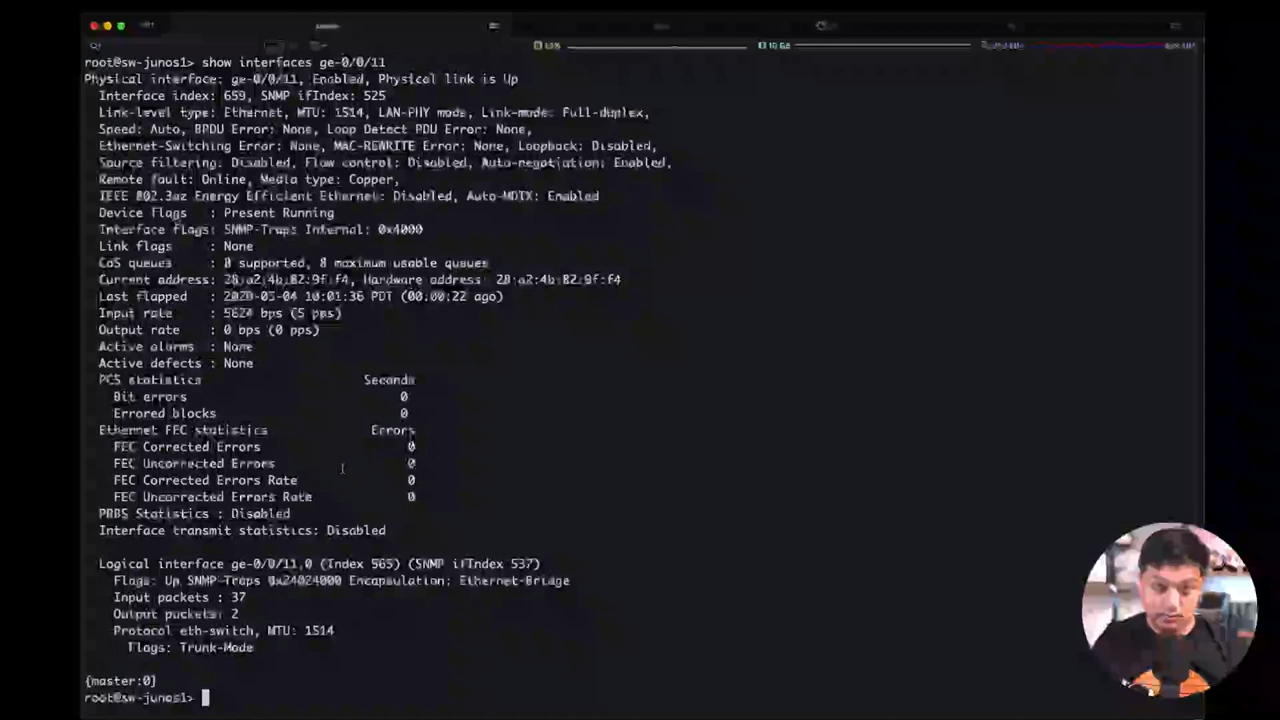 root@sw-junos1> show interfaces ge-0/0/11
Physical interface: ge-0/0/11, Enabled, Physical link is Up
Interface index: 659, SNMP ifIndex: 525
Link-level type: Ethernet, MTU: 1514, LAN-PHY mode, Link-mode: Full-duplex,
Speed: Auto, BPDU Error: None, Loop Detect PDU Error: None,
Ethernet-Switching Error: None, MAC-REWRITE Error: None, Loopback: Disabled,
Source filtering: Disabled, Flow control: Disabled, Auto-negotiation: Enabled,
Remote fault: Online, Media type: Copper,
IEEE 802.3az Energy Efficient Ethernet: Disabled, Auto-MDIX: Enabled
Device flags : Present Running
Interface flags: SNMP-Traps Internal: 0x4000
Link flags : None
CoS queues : 8 supported, 8 maximum usable queues
Current address: 28:a2:4b:82:9f:f4, Hardware address: 28:a2:4b:82:9f:f4
Last flapped : 2020-05-04 10:01:36 PDT (00:00:22 ago)
Input rate : 5624 bps (5 pps)
Output rate : 0 bps (0 pps)
Active alarms : None
Active defects : None
PCS statistics Seconds
Bit errors 0
Errored blocks 0
Ethernet FEC statistics Errors
FEC Corrected Errors 0
FEC Uncorrected Errors 0
FEC Corrected Errors Rate 0
FEC Uncorrected Errors Rate 0
PRBS Statistics : Disabled
Interface transmit statistics: Disabled
Logical interface ge-0/0/11.0 (Index 565) (SNMP ifIndex 537)
Flags: Up SNMP-Traps 0x24024000 Encapsulation: Ethernet-Bridge
Input packets : 37
Output packets: 2
Protocol eth-switch, MTU: 1514
Flags: Trunk-Mode
{master:0}
root@sw-junos1>